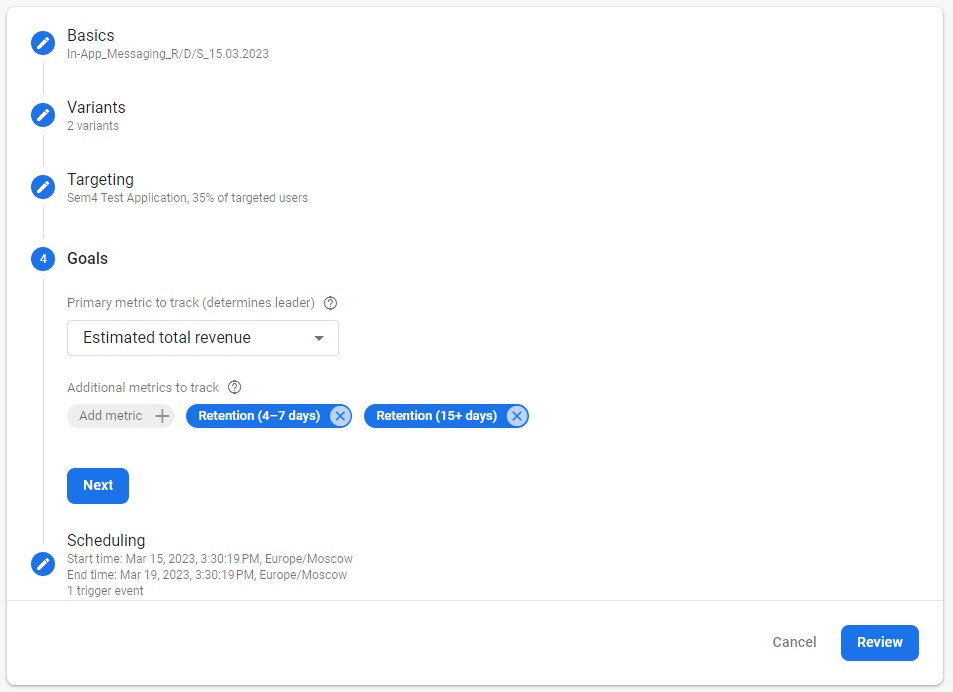 Basics
In-App_Messaging_R/D/S_15.03.2023
Variants
2 variants
Targeting
Sem4 Test Application, 35% of targeted users
4 Goals
Primary metric to track (determines leader) ?
Estimated total revenue
Additional metrics to track ?
Add metric + Retention (4–7 days) Retention (15+ days)
Next
Scheduling
Start time: Mar 15, 2023, 3:30:19 PM, Europe/Moscow
End time: Mar 19, 2023, 3:30:19 PM, Europe/Moscow
1 trigger event
Cancel Review